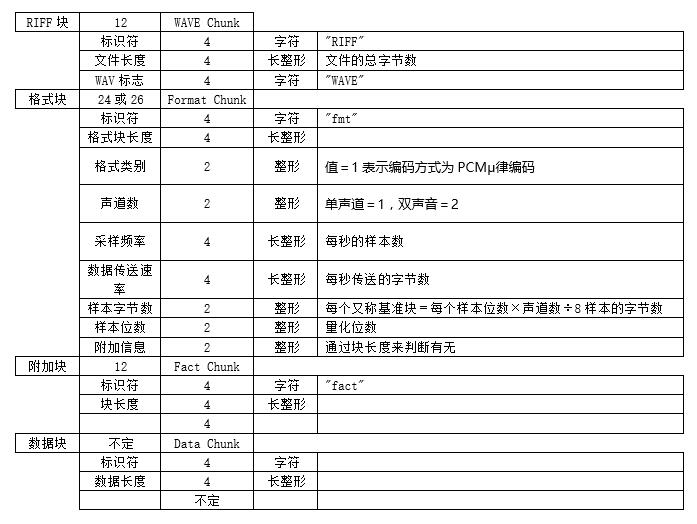 RIFF 块 12 WAVE Chunk
标识符 4 字符 "RIFF"
文件长度 4 长整形 文件的总字节数
WAV 标志 4 字符 "WAVE"
格式块 24 或 26 Format Chunk
标识符 4 字符 "fmt"
格式块长度 4 长整形
格式类别 2 整形 值＝1 表示编码方式为 PCMμ律编码
声道数 2 整形 单声道＝1，双声音＝2
采样频率 4 长整形 每秒的样本数
数据传送速
率 4 长整形 每秒传送的字节数
样本字节数 2 整形 每个又称基准块＝每个样本位数×声道数÷8 样本的字节数
样本位数 2 整形 量化位数
附加信息 2 整形 通过块长度来判断有无
附加块 12 Fact Chunk
标识符 4 字符 "fact"
块长度 4 长整形
4
数据块 不定 Data Chunk
标识符 4 字符
数据长度 4 长整形
不定